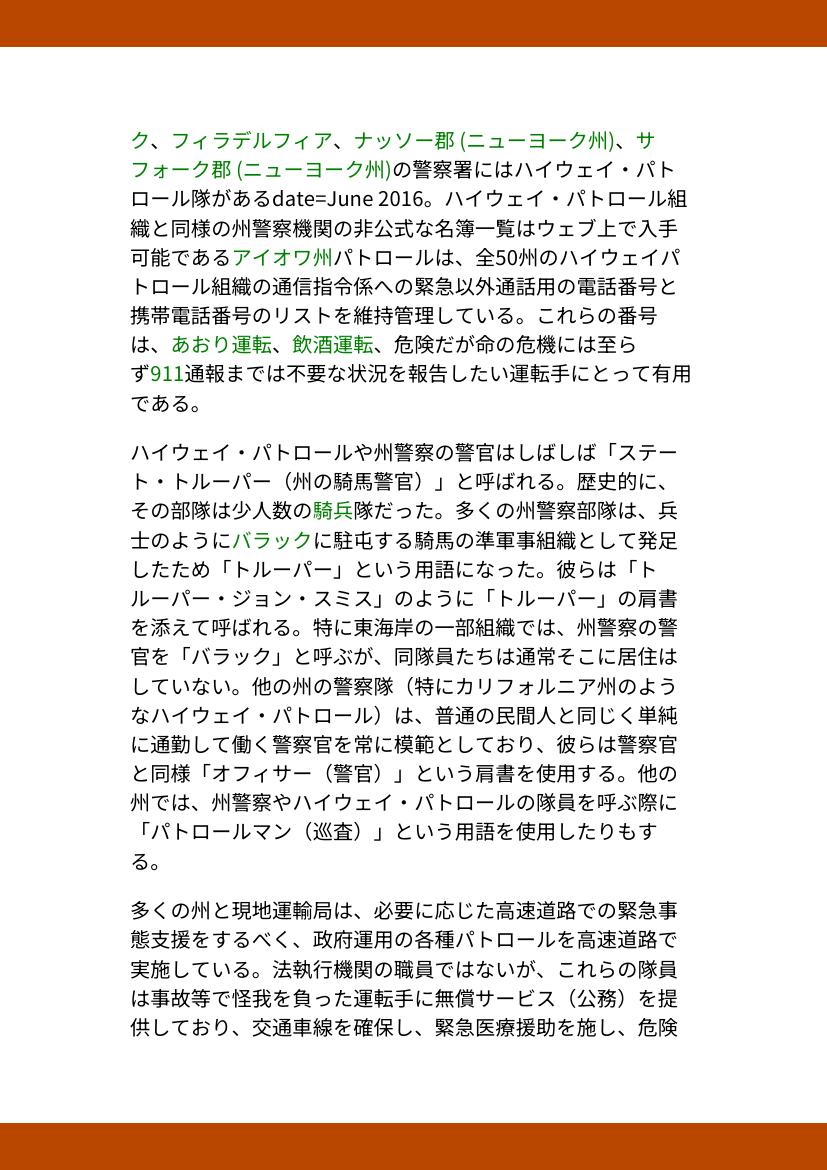 ク、フィラデルフィア、ナッソー郡 (ニューヨーク州)、サ
フォーク郡 (ニューヨーク州)の警察署にはハイウェイ・パト
ロール隊があるdate=June 2016。ハイウェイ・パトロール組
織と同様の州警察機関の非公式な名簿一覧はウェブ上で入手
可能であるアイオワ州パトロールは、全50州のハイウェイパ
トロール組織の通信指令係への緊急以外通話用の電話番号と
携帯電話番号のリストを維持管理している。これらの番号
は、あおり運転、飲酒運転、危険だが命の危機には至ら
ず911通報までは不要な状況を報告したい運転手にとって有用
である。
ハイウェイ・パトロールや州警察の警官はしばしば「ステー
ト・トルーパー（州の騎馬警官）」と呼ばれる。歴史的に、
その部隊は少人数の騎兵隊だった。多くの州警察部隊は、兵
士のようにバラックに駐屯する騎馬の準軍事組織として発足
したため「トルーパー」という用語になった。彼らは「ト
ルーパー・ジョン・スミス」のように「トルーパー」の肩書
を添えて呼ばれる。特に東海岸の一部組織では、州警察の警
官を「バラック」と呼ぶが、同隊員たちは通常そこに居住は
していない。他の州の警察隊（特にカリフォルニア州のよう
なハイウェイ・パトロール）は、普通の民間人と同じく単純
に通勤して働く警察官を常に模範としており、彼らは警察官
と同様「オフィサー（警官）」という肩書を使用する。他の
州では、州警察やハイウェイ・パトロールの隊員を呼ぶ際に
「パトロールマン（巡査）」という用語を使用したりもす
る。
多くの州と現地運輸局は、必要に応じた高速道路での緊急事
態支援をするべく、政府運用の各種パトロールを高速道路で
実施している。法執行機関の職員ではないが、これらの隊員
は事故等で怪我を負った運転手に無償サービス（公務）を提
供しており、交通車線を確保し、緊急医療援助を施し、危険